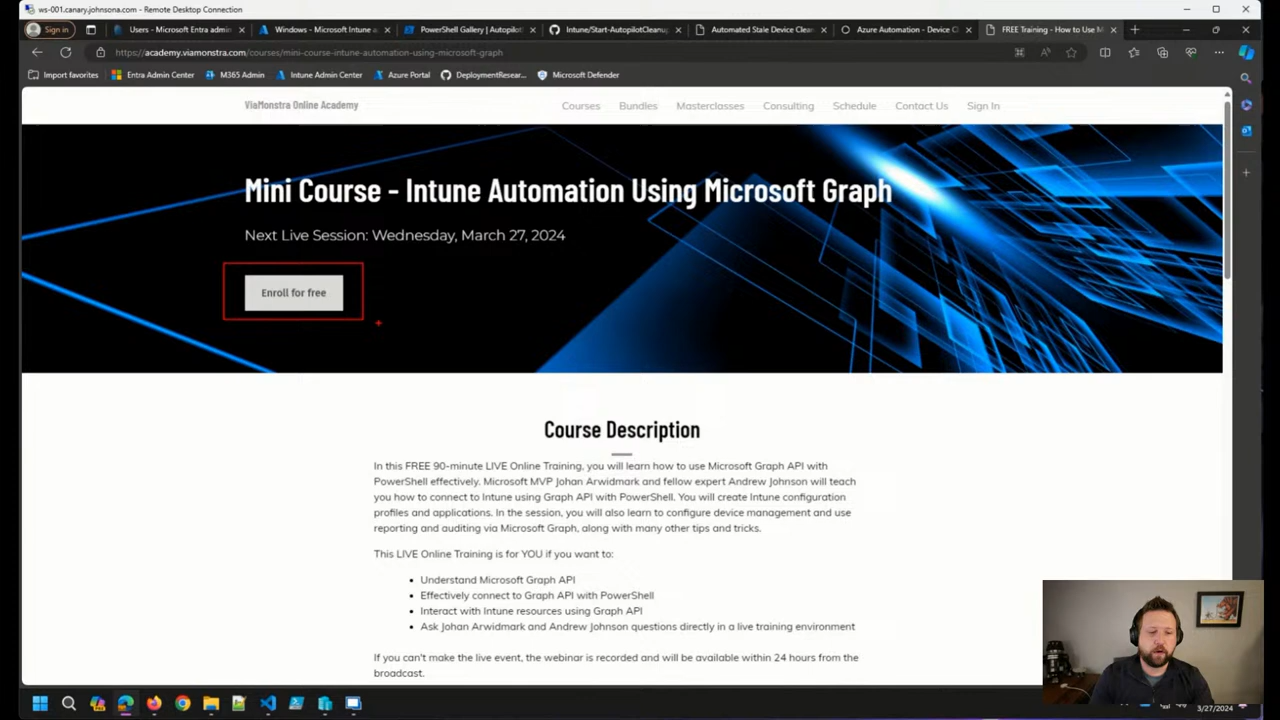 ws-001.canary.johnsona.com - Remote Desktop Connection
Sign in
Users - Microsoft Entra admin
Windows - Microsoft Intune a
PowerShell Gallery | Autopilot
Intune/Start-AutopilotCleanu
Automated Stale Device Clean
Azure Automation - Device Cl
FREE Training - How to Use M
https://academy.viamonstra.com/courses/mini-course-intune-automation-using-microsoft-graph
Import favorites
Entra Admin Center
M365 Admin
Intune Admin Center
Azure Portal
DeploymentResear...
Microsoft Defender
ViaMonstra Online Academy
Courses
Bundles
Masterclasses
Consulting
Schedule
Contact Us
Sign In
Mini Course - Intune Automation Using Microsoft Graph
Next Live Session: Wednesday, March 27, 2024
Enroll for free
Course Description
In this FREE 90-minute LIVE Online Training, you will learn how to use Microsoft Graph API with
PowerShell effectively. Microsoft MVP Johan Arwidmark and fellow expert Andrew Johnson will teach
you how to connect to Intune using Graph API with PowerShell. You will create Intune configuration
profiles and applications. In the session, you will also learn to configure device management and use
reporting and auditing via Microsoft Graph, along with many other tips and tricks.
This LIVE Online Training is for YOU if you want to:
• Understand Microsoft Graph API
• Effectively connect to Graph API with PowerShell
• Interact with Intune resources using Graph API
• Ask Johan Arwidmark and Andrew Johnson questions directly in a live training environment
If you can't make the live event, the webinar is recorded and will be available within 24 hours from the
broadcast.
3/27/2024